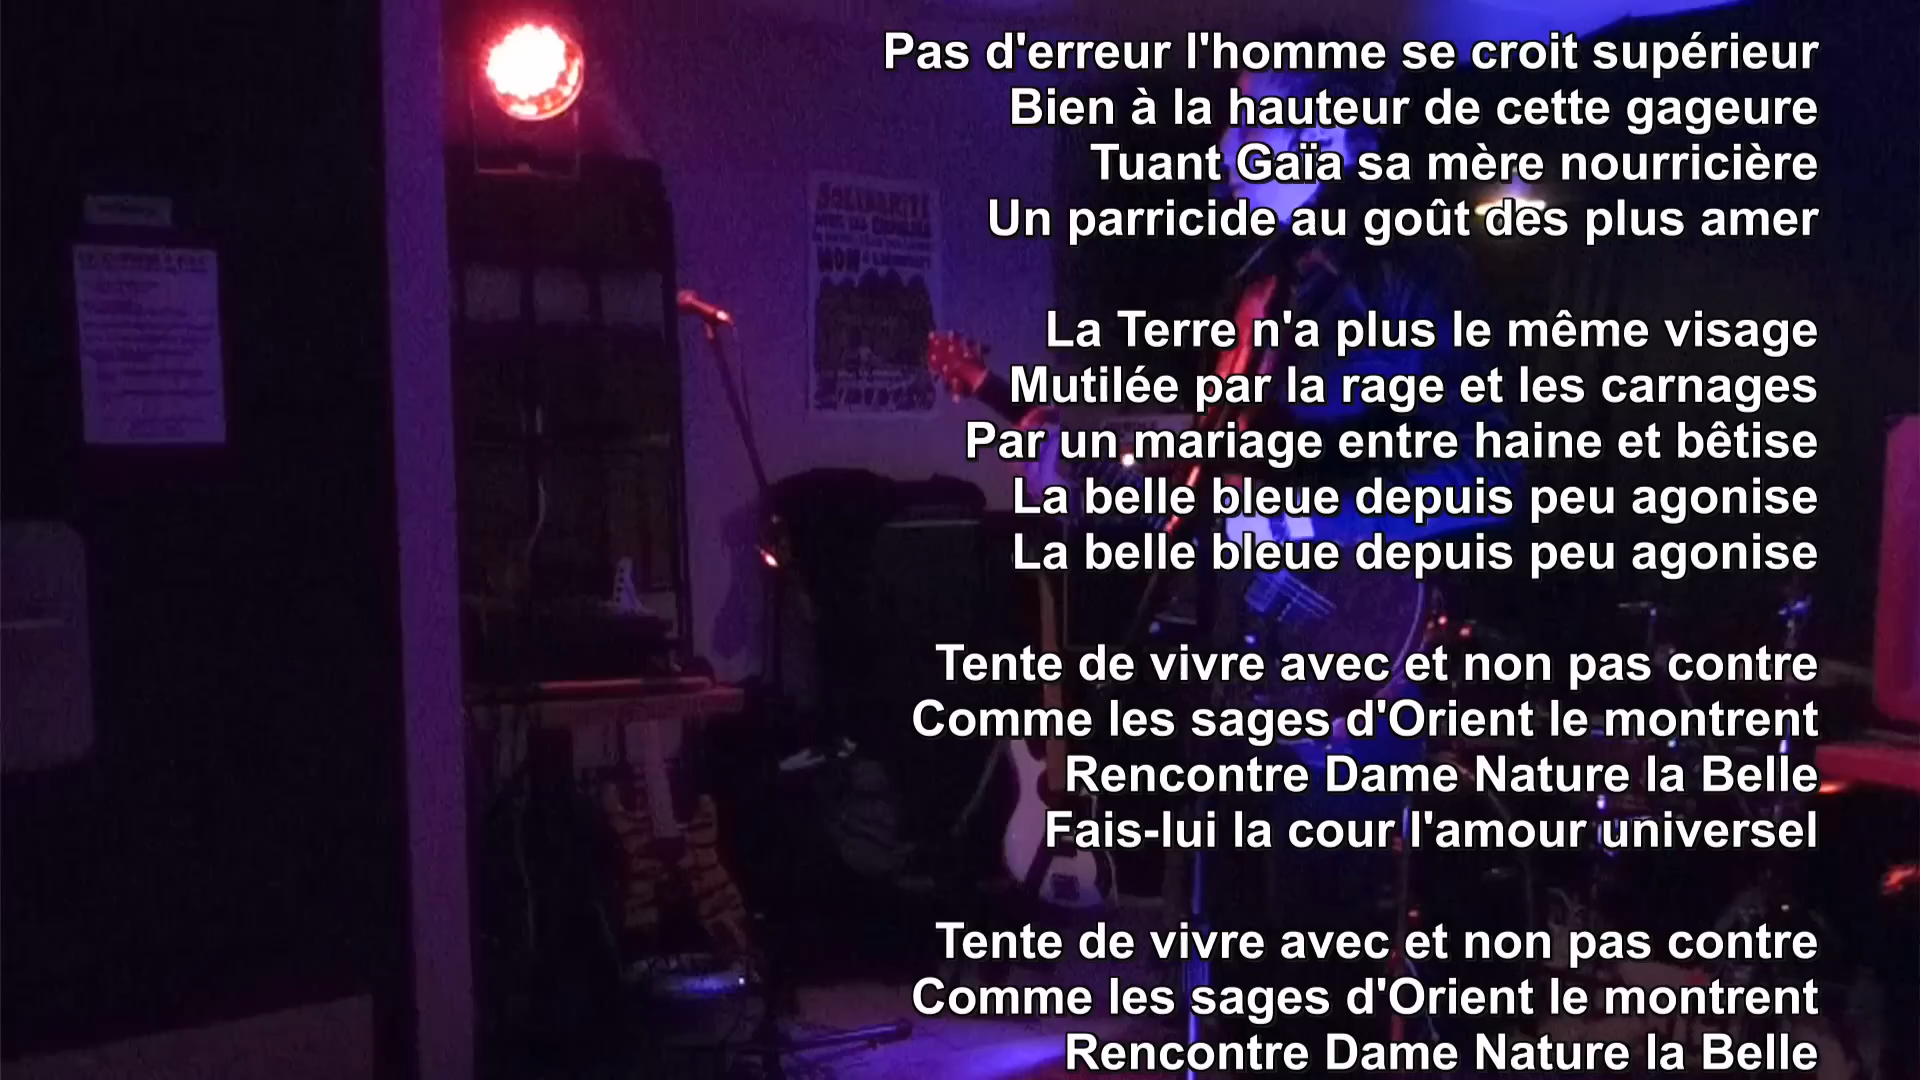 Pas d'erreur l'homme se croit supérieur
Bien à la hauteur de cette gageure
Tuant Gaïa sa mère nourricière
Un parricide au goût des plus amer
La Terre n'a plus le même visage
Mutilée par la rage et les carnages
Par un mariage entre haine et bêtise
La belle bleue depuis peu agonise
La belle bleue depuis peu agonise
Tente de vivre avec et non pas contre
Comme les sages d'Orient le montrent
Rencontre Dame Nature la Belle
Fais-lui la cour l'amour universel
Tente de vivre avec et non pas contre
Comme les sages d'Orient le montrent
Rencontre Dame Nature la Belle
SOLIDARITÉ
NON